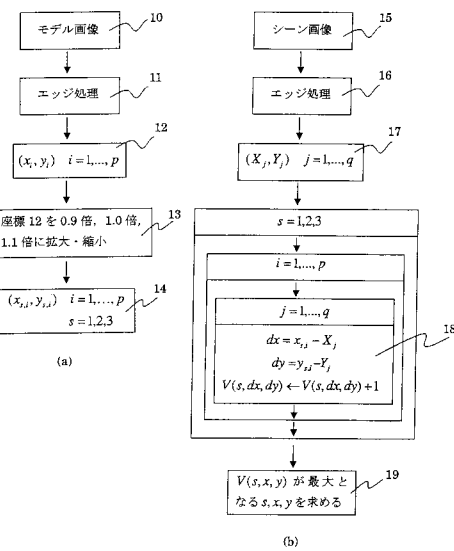 モデル画像
10
エッジ処理
11
12
(x_i, y_i) i=1,...,p
座標 12 を 0.9 倍, 1.0 倍,
1.1 倍に拡大・縮小
13
(x_{s,i}, y_{s,i}) i=1,...,p
s=1,2,3
14
(a)
シーン画像
15
エッジ処理
16
17
(X_j, Y_j) j=1,...,q
s=1,2,3
i=1,...,p
j=1,...,q
dx=x_{s,i}-X_j
dy=y_{s,i}-Y_j
V(s,dx,dy)←V(s,dx,dy)+1
18
V(s,x,y) が最大と
なる s,x,y を求める
19
(b)